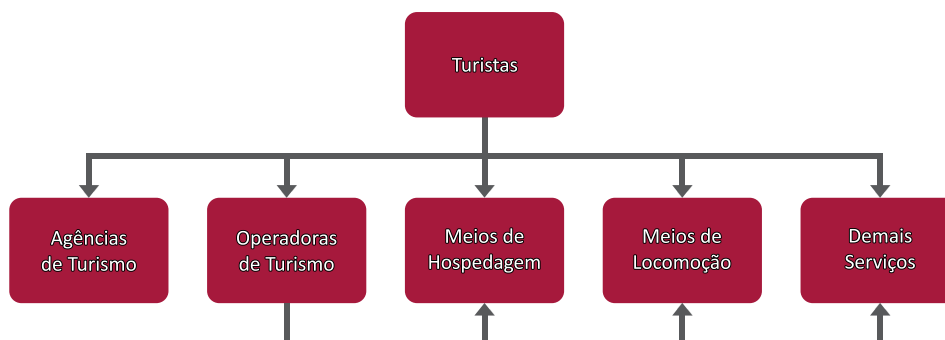 Turistas
Agências
de Turismo
Operadoras
de Turismo
Meios de
Hospedagem
Meios de
Locomoção
Demais
Serviços